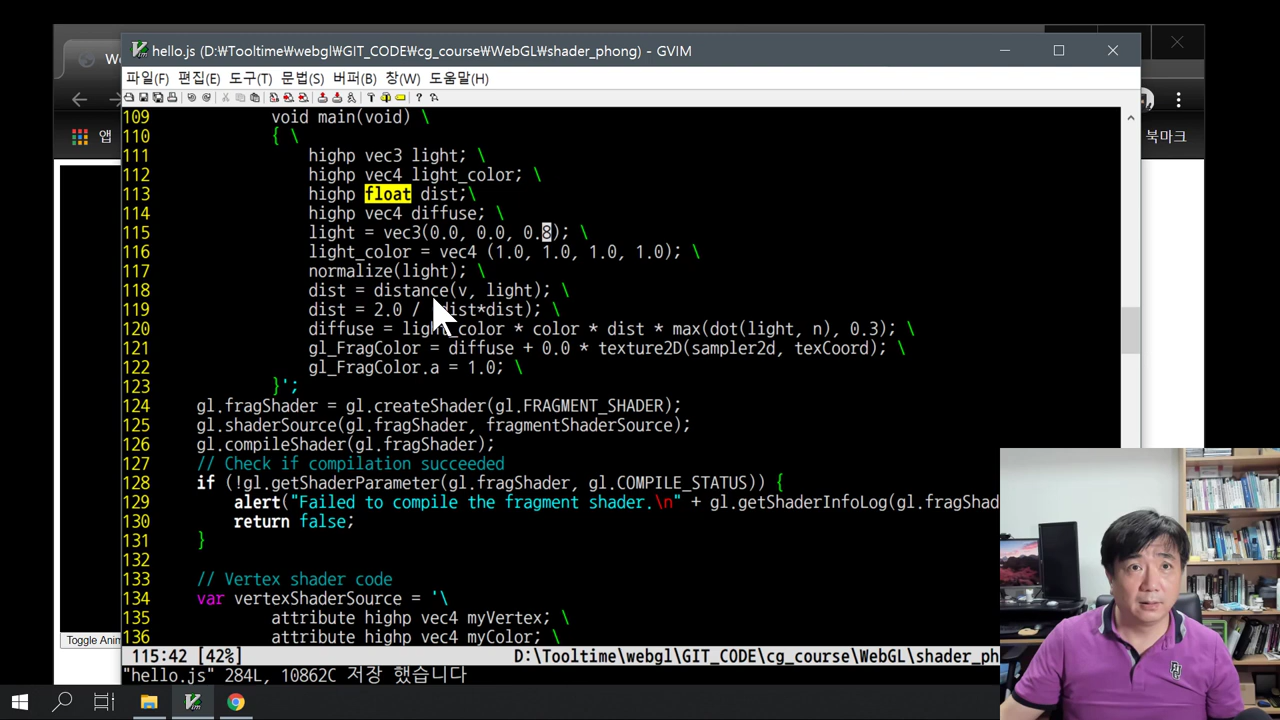 We
hello.js (D:₩Tooltime₩webgl₩GIT_CODE₩cg_course₩WebGL₩shader_phong) - GVIM
파일(F) 편집(E) 도구(T) 문법(S) 버퍼(B) 창(W) 도움말(H)
앱
북마크
109 void main(void) \
110 { \
111 highp vec3 light; \
112 highp vec4 light_color; \
113 highp float dist;\
114 highp vec4 diffuse; \
115 light = vec3(0.0, 0.0, 0.8); \
116 light_color = vec4 (1.0, 1.0, 1.0, 1.0); \
117 normalize(light); \
118 dist = distance(v, light); \
119 dist = 2.0 / dist*dist); \
120 diffuse = light_color * color * dist * max(dot(light, n), 0.3); \
121 gl_FragColor = diffuse + 0.0 * texture2D(sampler2d, texCoord); \
122 gl_FragColor.a = 1.0; \
123 }';
124 gl.fragShader = gl.createShader(gl.FRAGMENT_SHADER);
125 gl.shaderSource(gl.fragShader, fragmentShaderSource);
126 gl.compileShader(gl.fragShader);
127 // Check if compilation succeeded
128 if (!gl.getShaderParameter(gl.fragShader, gl.COMPILE_STATUS)) {
129 alert("Failed to compile the fragment shader.\n" + gl.getShaderInfoLog(gl.fragShad
130 return false;
131 }
132
133 // Vertex shader code
134 var vertexShaderSource = '\
135 attribute highp vec4 myVertex; \
136 attribute highp vec4 myColor; \
Toggle Anim
115:42 [42%] D:\Tooltime\webgl\GIT_CODE\cg_course\WebGL\shader_ph
"hello.js" 284L, 10862C 저장 했습니다